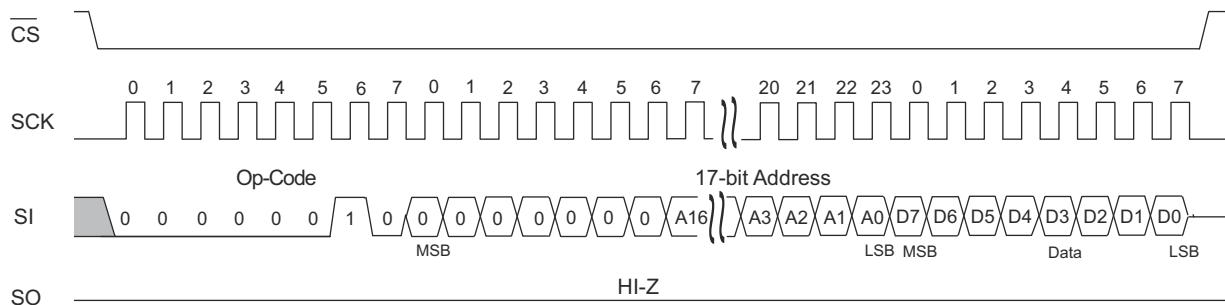 CS
0 1 2 3 4 5 6 7 0 1 2 3 4 5 6 7 20 21 22 23 0 1 2 3 4 5 6 7
SCK
Op-Code 17-bit Address
SI 0 0 0 0 0 0 1 0 0 0 0 0 0 0 0 A16 A3 A2 A1 A0 D7 D6 D5 D4 D3 D2 D1 D0
MSB LSB MSB Data LSB
HI-Z
SO